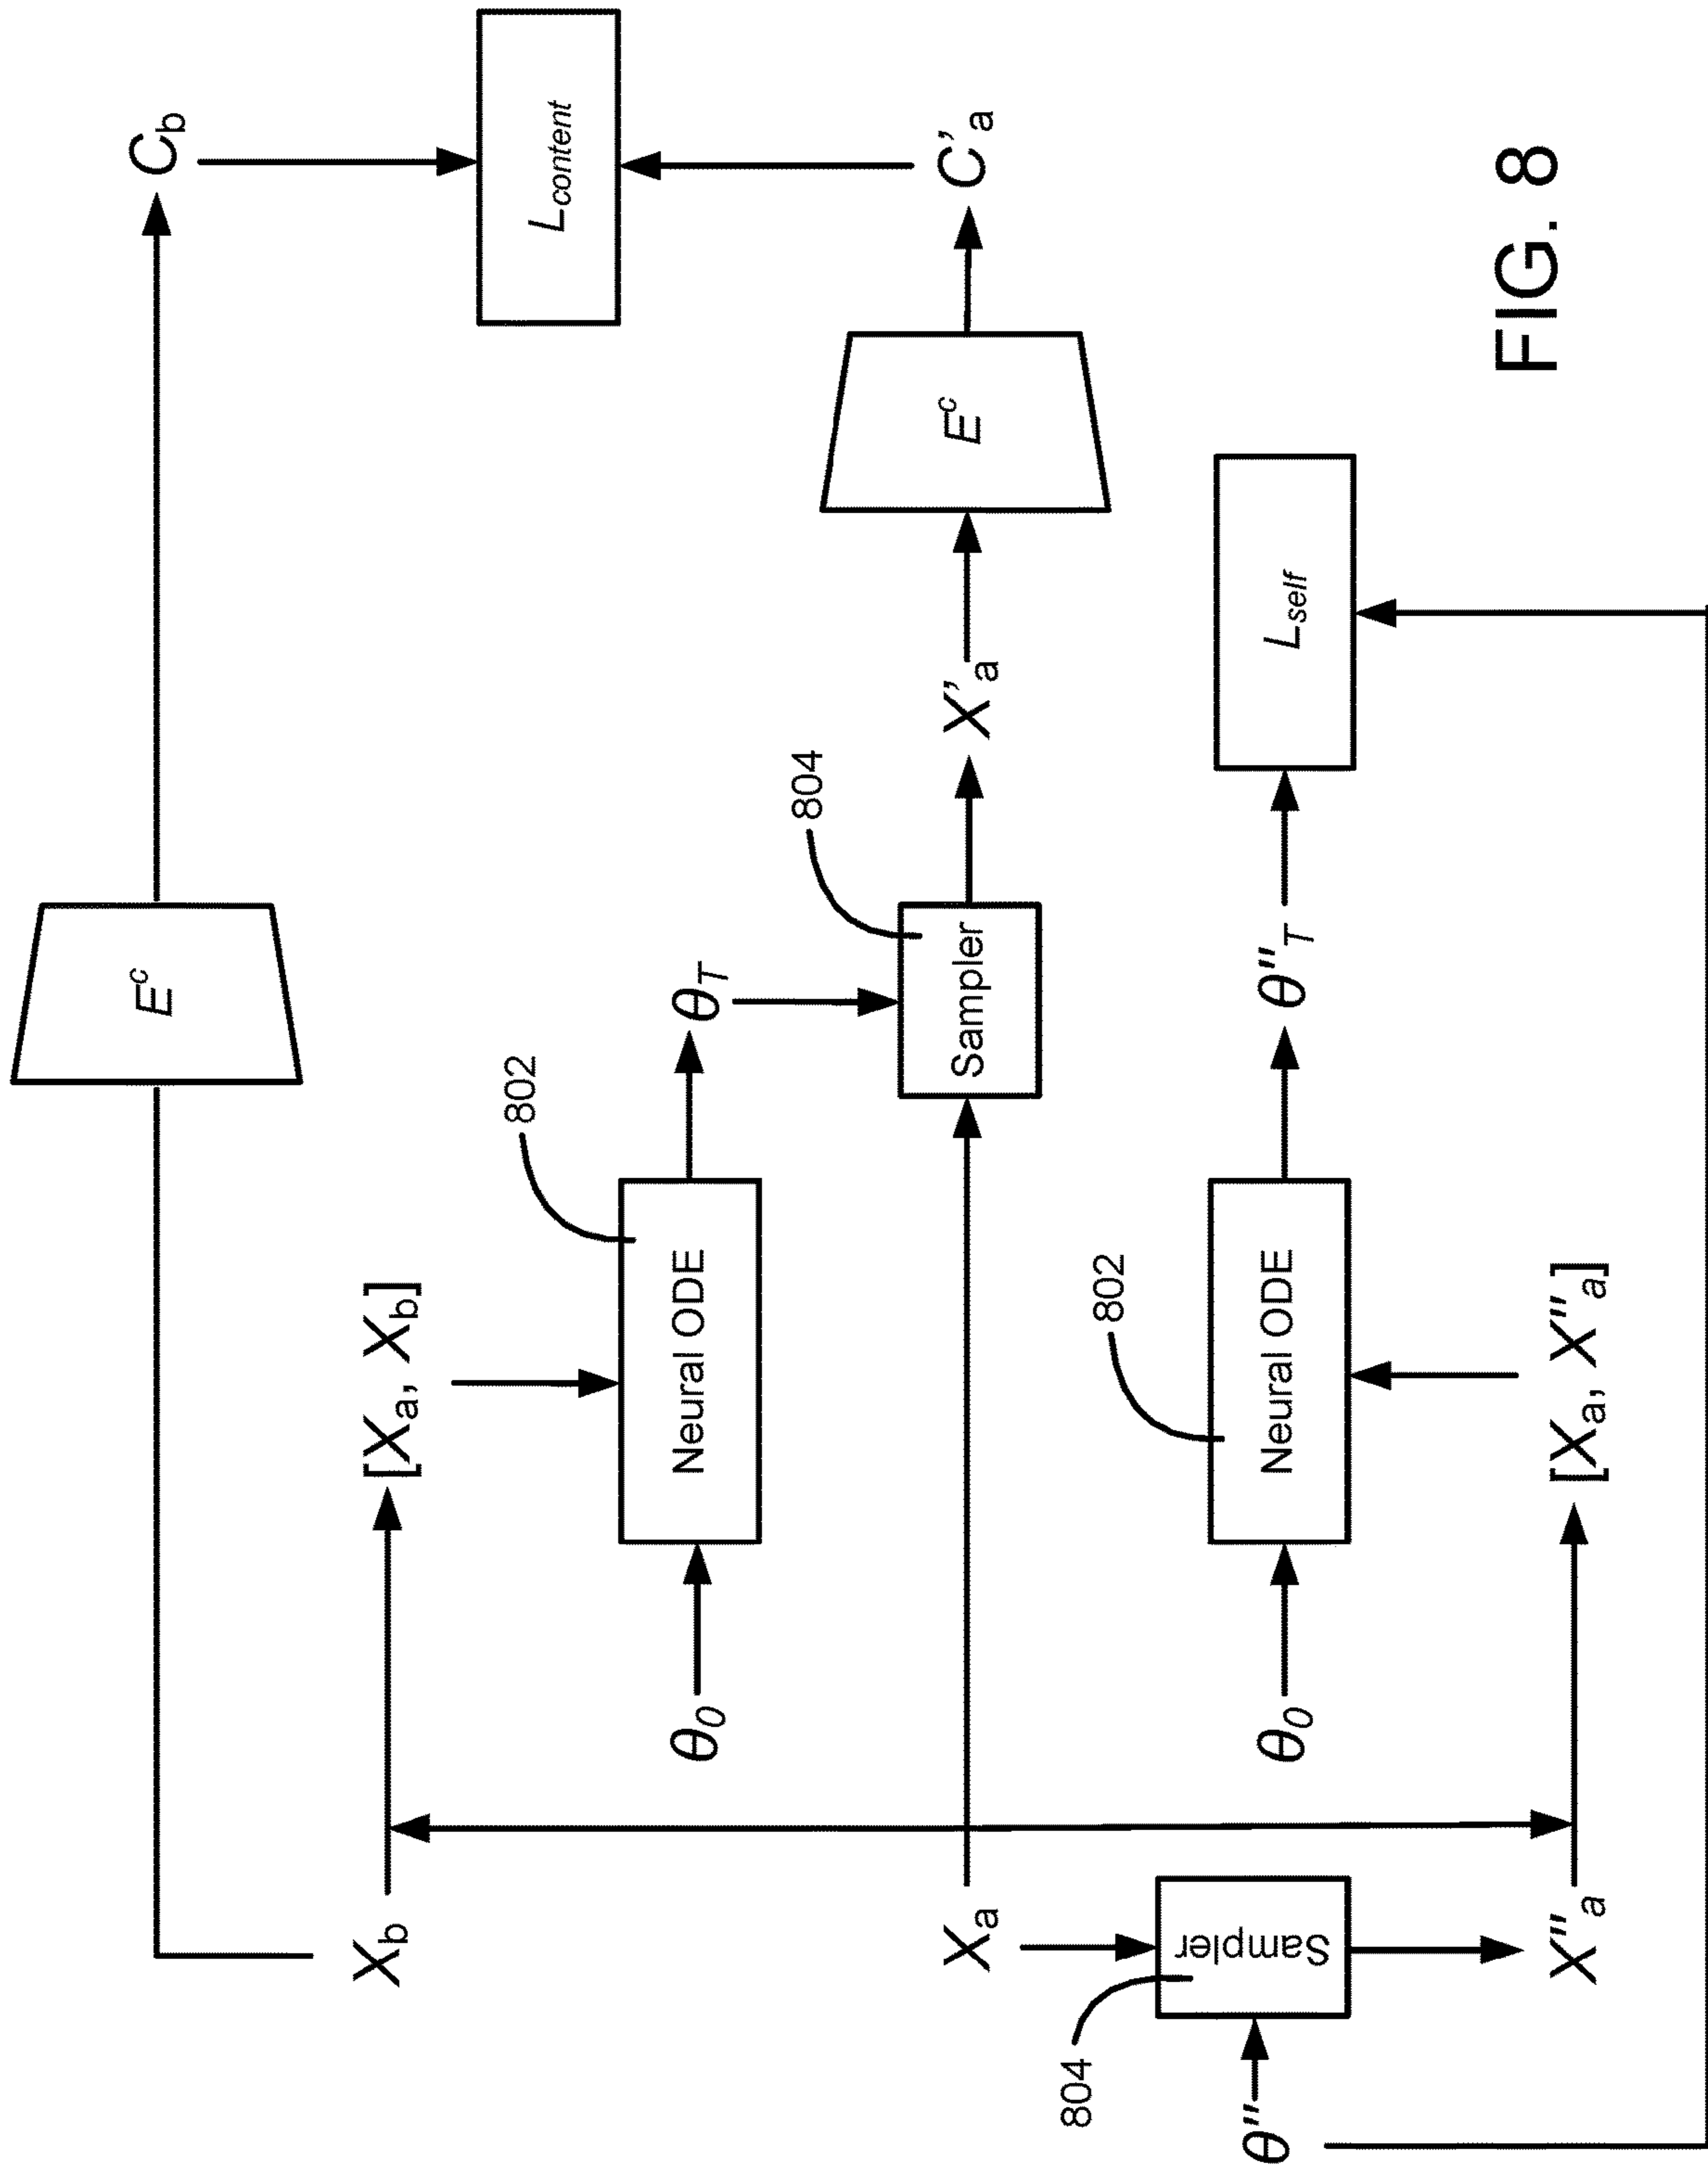 E^c
C_b
X_b
[X_a, X_b]
L_content
802
θ_0
Neural ODE
θ_T
804
X_a
Sampler
X'_a
E^c
C'_a
804
Sampler
θ''
802
θ_0
Neural ODE
θ''_T
L_self
X''_a
[X_a, X''_a]
FIG. 8